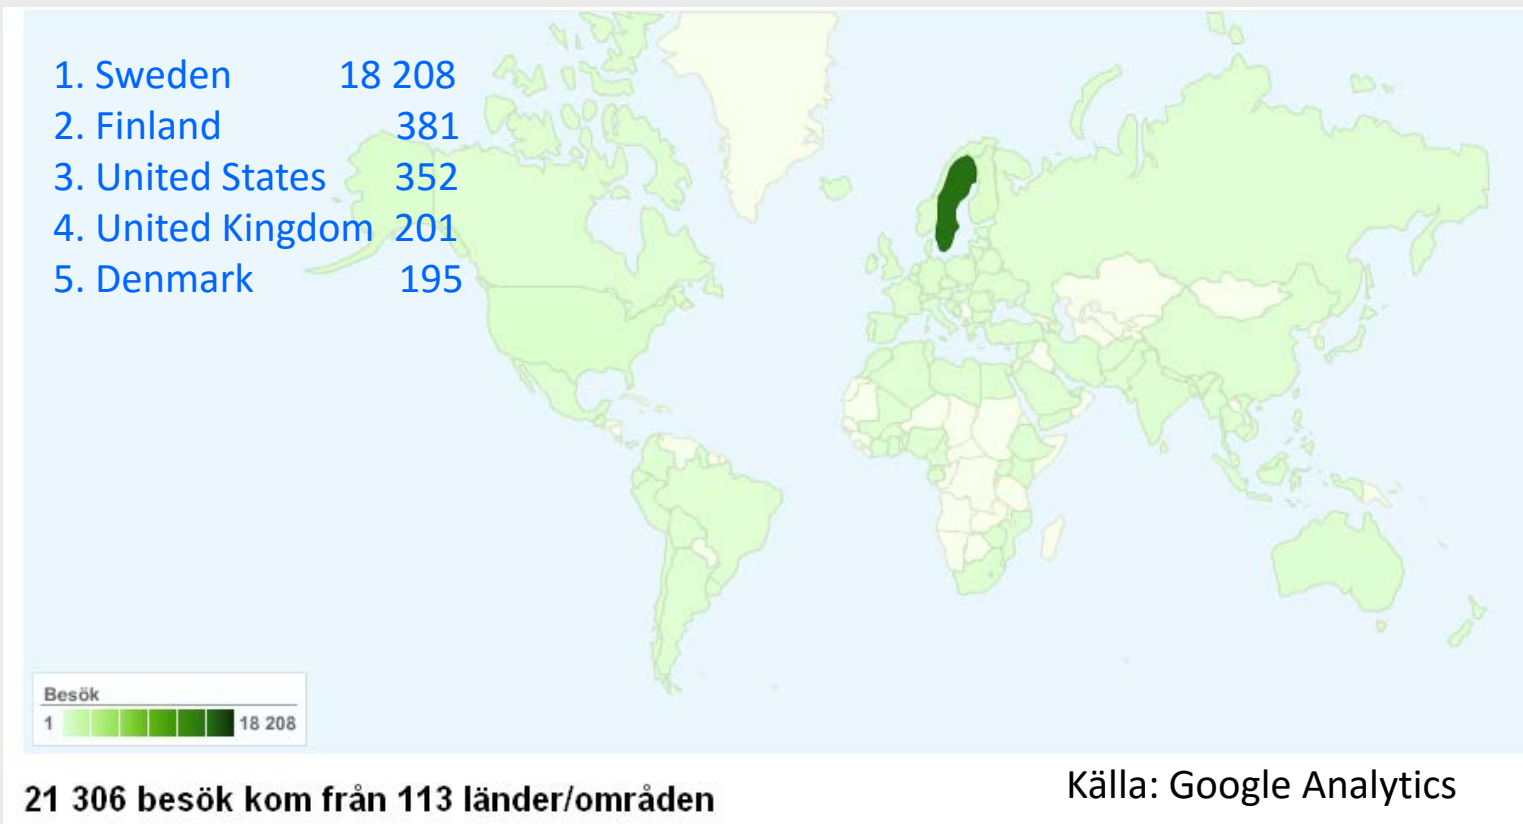 1. Sweden 18 208
2. Finland 381
3. United States 352
4. United Kingdom 201
5. Denmark 195
Besök
1 18 208
21 306 besök kom från 113 länder/områden
Källa: Google Analytics